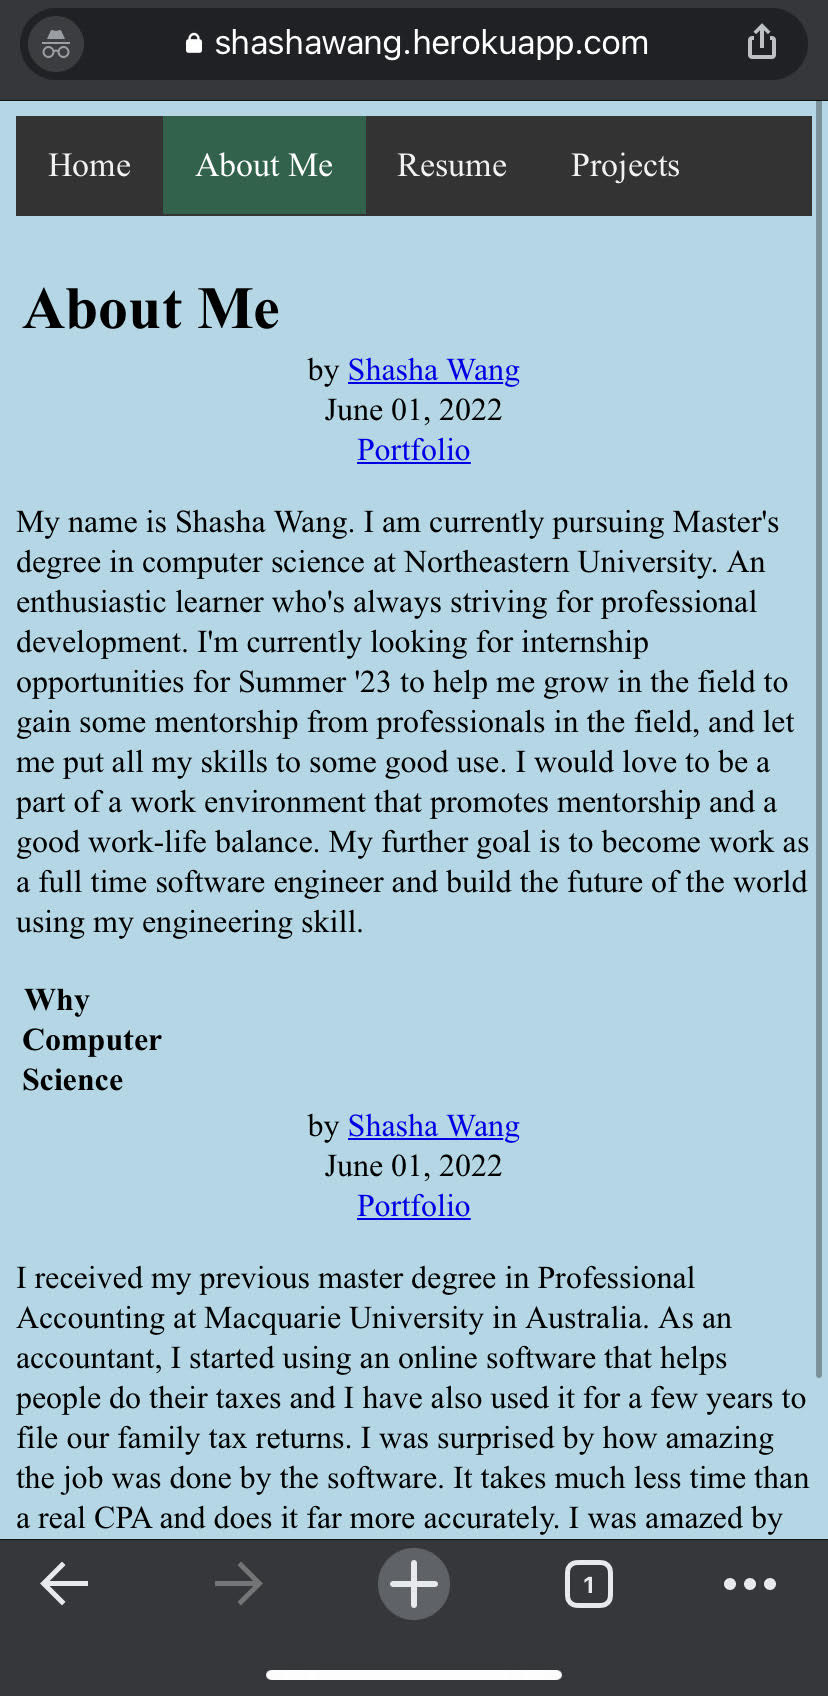 shashawang.herokuapp.com
Home About Me Resume Projects
About Me
by Shasha Wang
June 01, 2022
Portfolio
My name is Shasha Wang. I am currently pursuing Master's
degree in computer science at Northeastern University. An
enthusiastic learner who's always striving for professional
development. I'm currently looking for internship
opportunities for Summer '23 to help me grow in the field to
gain some mentorship from professionals in the field, and let
me put all my skills to some good use. I would love to be a
part of a work environment that promotes mentorship and a
good work-life balance. My further goal is to become work as
a full time software engineer and build the future of the world
using my engineering skill.
Why
Computer
Science
by Shasha Wang
June 01, 2022
Portfolio
I received my previous master degree in Professional
Accounting at Macquarie University in Australia. As an
accountant, I started using an online software that helps
people do their taxes and I have also used it for a few years to
file our family tax returns. I was surprised by how amazing
the job was done by the software. It takes much less time than
a real CPA and does it far more accurately. I was amazed by
1